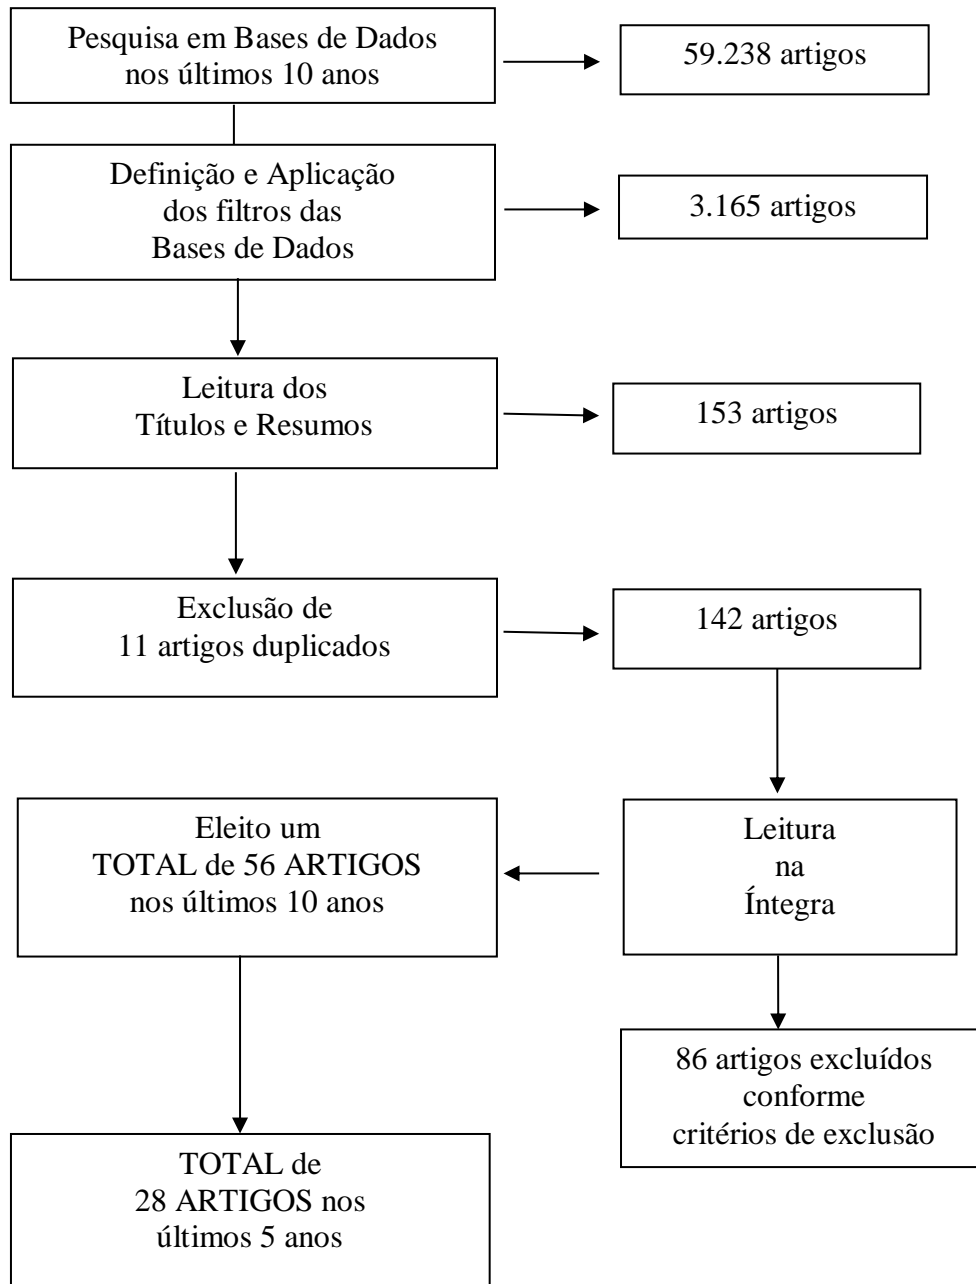 Pesquisa em Bases de Dados
nos últimos 10 anos
59.238 artigos
Definição e Aplicação
dos filtros das
Bases de Dados
3.165 artigos
Leitura dos
Títulos e Resumos
153 artigos
Exclusão de
11 artigos duplicados
142 artigos
Eleito um
TOTAL de 56 ARTIGOS
nos últimos 10 anos
Leitura
na
Íntegra
86 artigos excluídos
conforme
critérios de exclusão
TOTAL de
28 ARTIGOS nos
últimos 5 anos